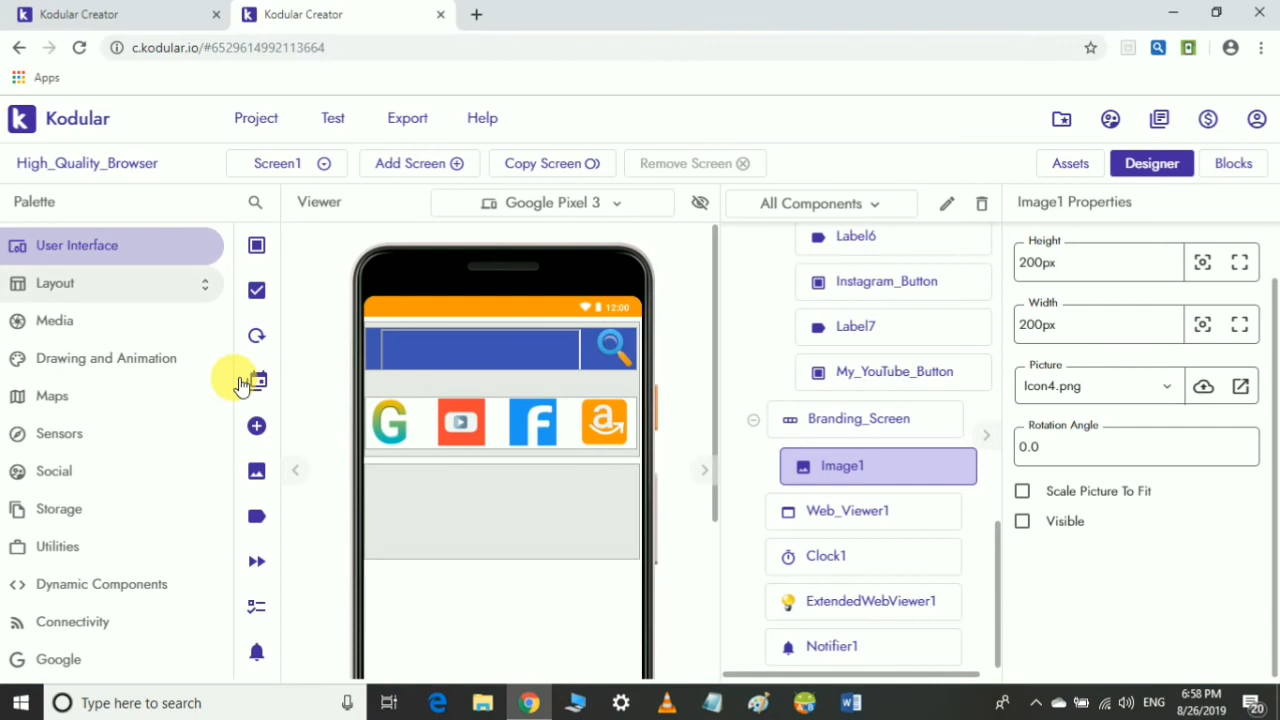 Kodular Creator
Kodular Creator
c.kodular.io/#6529614992113664
Apps
Kodular
Project
Test
Export
Help
High_Quality_Browser
Screen1
Add Screen
Copy Screen
Remove Screen
Assets
Designer
Blocks
Palette
Viewer
Google Pixel 3
All Components
Image1 Properties
User Interface
Layout
Media
Drawing and Animation
Maps
Sensors
Social
Storage
Utilities
Dynamic Components
Connectivity
Google
12:00
Label6
Instagram_Button
Label7
My_YouTube_Button
Branding_Screen
Image1
Web_Viewer1
Clock1
ExtendedWebViewer1
Notifier1
Height
200px
Width
200px
Picture
Icon4.png
Rotation Angle
0.0
Scale Picture To Fit
Visible
Type here to search
ENG
6:58 PM
8/26/2019
20